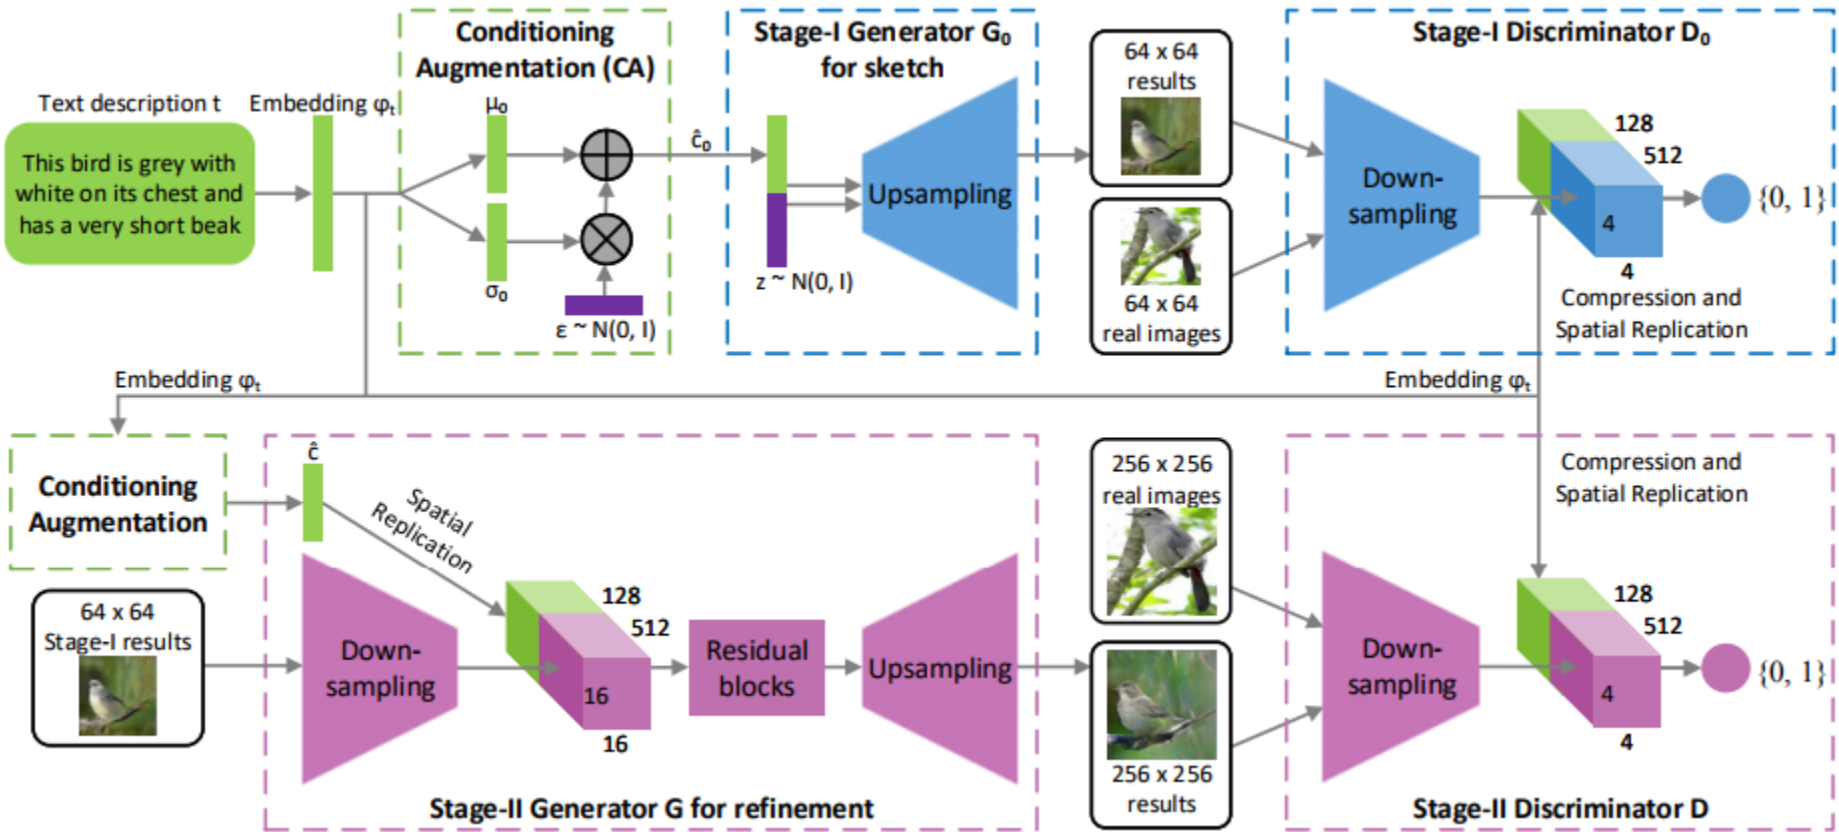 Conditioning
Augmentation (CA)
Stage-I Generator G₀
for sketch
Stage-I Discriminator D₀
Text description t
Embedding φₜ
This bird is grey with
white on its chest and
has a very short beak
μ₀
σ₀
ε ~ N(0, I)
ĉ₀
z ~ N(0, I)
Upsampling
64 x 64
results
64 x 64
real images
Down-
sampling
128
512
4
4
{0, 1}
Compression and
Spatial Replication
Embedding φₜ
Embedding φₜ
Conditioning
Augmentation
ĉ
Spatial
Replication
64 x 64
Stage-I results
Down-
sampling
128
512
16
16
Residual
blocks
Upsampling
Stage-II Generator G for refinement
256 x 256
real images
256 x 256
results
Compression and
Spatial Replication
Down-
sampling
128
512
4
4
{0, 1}
Stage-II Discriminator D